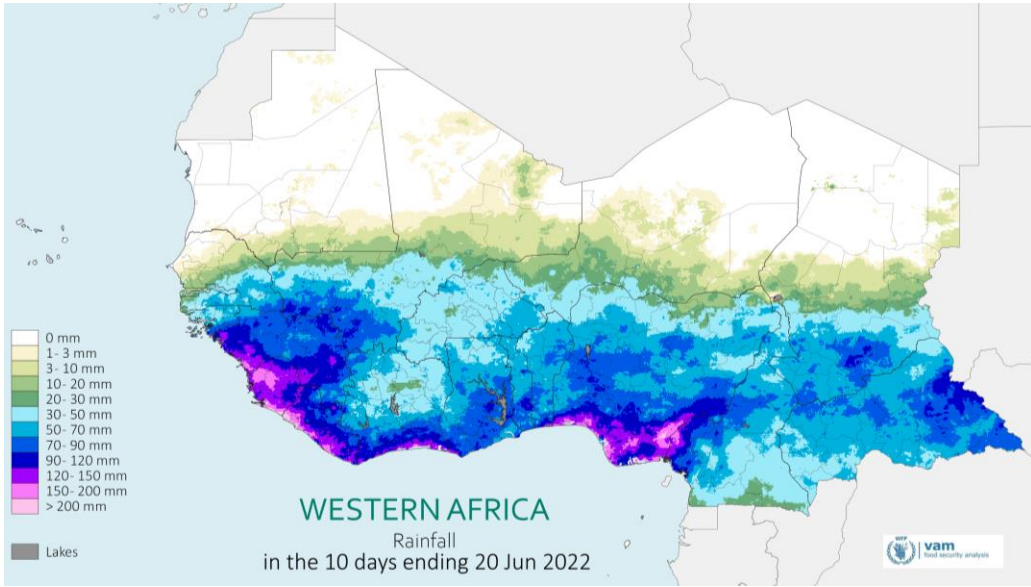 0 mm
1- 3 mm
3- 10 mm
10- 20 mm
20- 30 mm
30- 50 mm
50- 70 mm
70- 90 mm
90- 120 mm
120- 150 mm
150- 200 mm
> 200 mm
Lakes
WESTERN AFRICA
Rainfall
in the 10 days ending 20 Jun 2022
WFP
vam
food security analysis